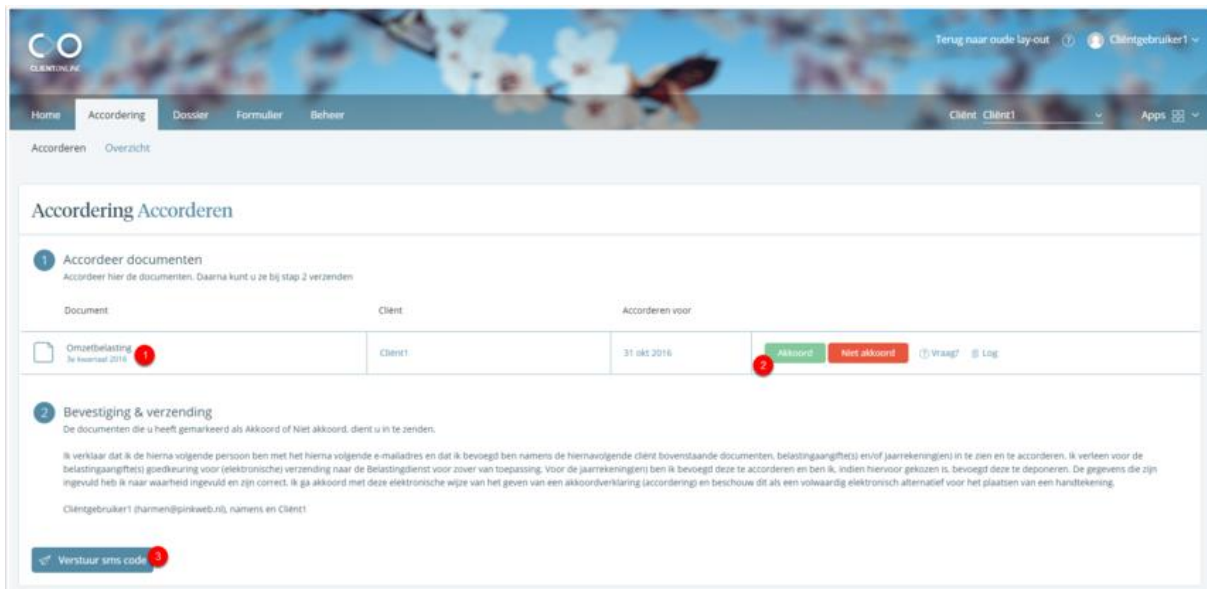 CLIENTONLINE
Terug naar oude lay-out ? Cliëntgebruiker1
Home Accordering Dossier Formulier Beheer Cliënt Cliënt1 Apps
Accorderen Overzicht
Accordering Accorderen
1 Accordeer documenten
Accordeer hier de documenten. Daarna kunt u ze bij stap 2 verzenden
Document Cliënt Accorderen voor
Omzetbelasting
3e kwartaal 2016 1 Cliënt1 31 okt 2016 2 Akkoord Niet akkoord ? Vraag? Log
2 Bevestiging & verzending
De documenten die u heeft gemarkeerd als Akkoord of Niet akkoord, dient u in te zenden.
Ik verklaar dat ik de hierna volgende persoon ben met het hierna volgende e-mailadres en dat ik bevoegd ben namens de hiernavolgende cliënt bovenstaande documenten, belastingaangifte(s) en/of jaarrekening(en) in te zien en te accorderen. Ik verleen voor de
belastingaangifte(s) goedkeuring voor (elektronische) verzending naar de Belastingdienst voor zover van toepassing. Voor de jaarrekening(en) ben ik bevoegd deze te accorderen en ben ik, indien hiervoor gekozen is, bevoegd deze te deponeren. De gegevens die zijn
ingevuld heb ik naar waarheid ingevuld en zijn correct. Ik ga akkoord met deze elektronische wijze van het geven van een akkoordverklaring (accordering) en beschouw dit als een volwaardig elektronisch alternatief voor het plaatsen van een handtekening.
Cliëntgebruiker1 (harmen@pinkweb.nl), namens en Cliënt1
Verstuur sms code 3